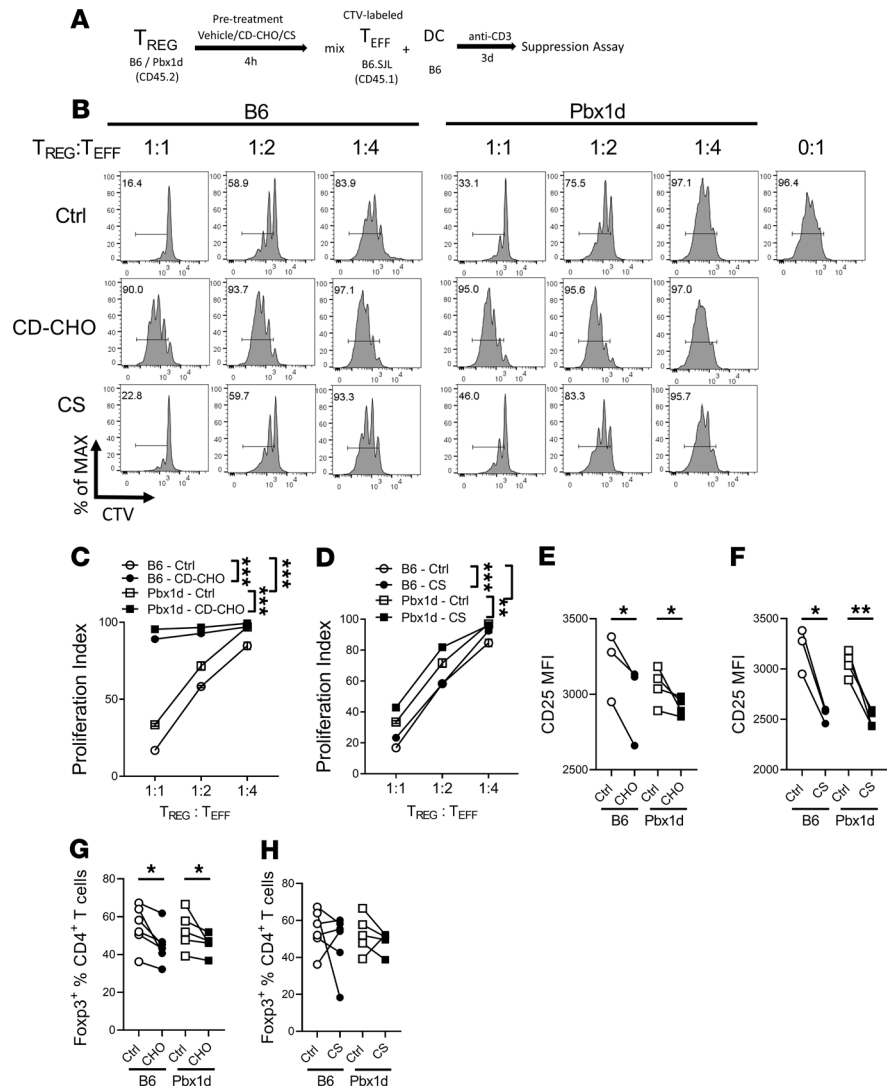 A
T_REG
B6 / Pbx1d
(CD45.2)
Pre-treatment
Vehicle/CD-CHO/CS
4h
mix
CTV-labeled
T_EFF
B6.SJL
(CD45.1)
+
DC
B6
anti-CD3
3d
Suppression Assay
B
B6
Pbx1d
T_REG:T_EFF 1:1 1:2 1:4 1:1 1:2 1:4 0:1
Ctrl
16.4 58.9 83.9 33.1 75.5 97.1 96.4
CD-CHO
90.0 93.7 97.1 95.0 95.6 97.0
CS
22.8 59.7 93.3 46.0 83.3 95.7
% of MAX
CTV
C
B6 - Ctrl
B6 - CD-CHO
Pbx1d - Ctrl
Pbx1d - CD-CHO
*** *** ***
Proliferation Index
100
50
0
1:1 1:2 1:4
T_REG : T_EFF
D
B6 - Ctrl
B6 - CS
Pbx1d - Ctrl
Pbx1d - CS
*** **
Proliferation Index
100
80
60
40
20
0
1:1 1:2 1:4
T_REG : T_EFF
E
* *
CD25 MFI
3500
3000
2500
Ctrl CHO Ctrl CHO
B6 Pbx1d
F
* **
CD25 MFI
3500
3000
2500
2000
Ctrl CS Ctrl CS
B6 Pbx1d
G
* *
Foxp3⁺ % CD4⁺ T cells
80
60
40
20
0
Ctrl CHO Ctrl CHO
B6 Pbx1d
H
Foxp3⁺ % CD4⁺ T cells
80
60
40
20
0
Ctrl CS Ctrl CS
B6 Pbx1d